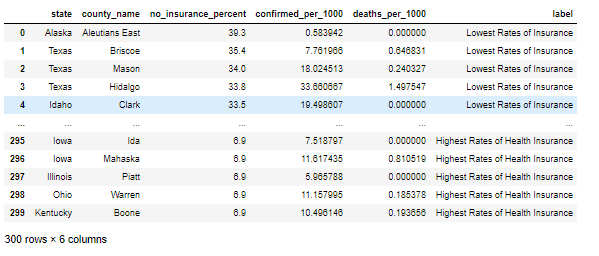 state county_name no_insurance_percent confirmed_per_1000 deaths_per_1000 label
0 Alaska Aleutians East 39.3 0.583942 0.000000 Lowest Rates of Insurance
1 Texas Briscoe 35.4 7.761966 0.646831 Lowest Rates of Insurance
2 Texas Mason 34.0 18.024513 0.240327 Lowest Rates of Insurance
3 Texas Hidalgo 33.8 33.660667 1.497547 Lowest Rates of Insurance
4 Idaho Clark 33.5 19.498607 0.000000 Lowest Rates of Insurance
... ... ... ... ... ... ...
295 Iowa Ida 6.9 7.518797 0.000000 Highest Rates of Health Insurance
296 Iowa Mahaska 6.9 11.617435 0.810519 Highest Rates of Health Insurance
297 Illinois Piatt 6.9 5.965788 0.000000 Highest Rates of Health Insurance
298 Ohio Warren 6.9 11.157995 0.185378 Highest Rates of Health Insurance
299 Kentucky Boone 6.9 10.496146 0.193656 Highest Rates of Health Insurance
300 rows × 6 columns